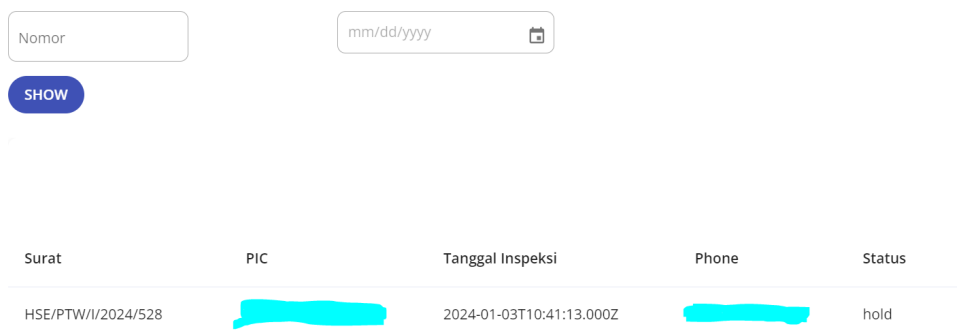 Nomor
mm/dd/yyyy
SHOW
Surat PIC Tanggal Inspeksi Phone Status
HSE/PTW/I/2024/528 2024-01-03T10:41:13.000Z hold